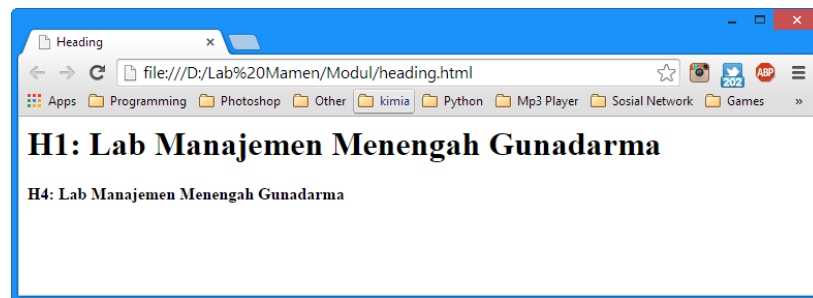 Heading
file:///D:/Lab%20Mamen/Modul/heading.html
202 ABP
Apps Programming Photoshop Other kimia Python Mp3 Player Sosial Network Games »
H1: Lab Manajemen Menengah Gunadarma
H4: Lab Manajemen Menengah Gunadarma